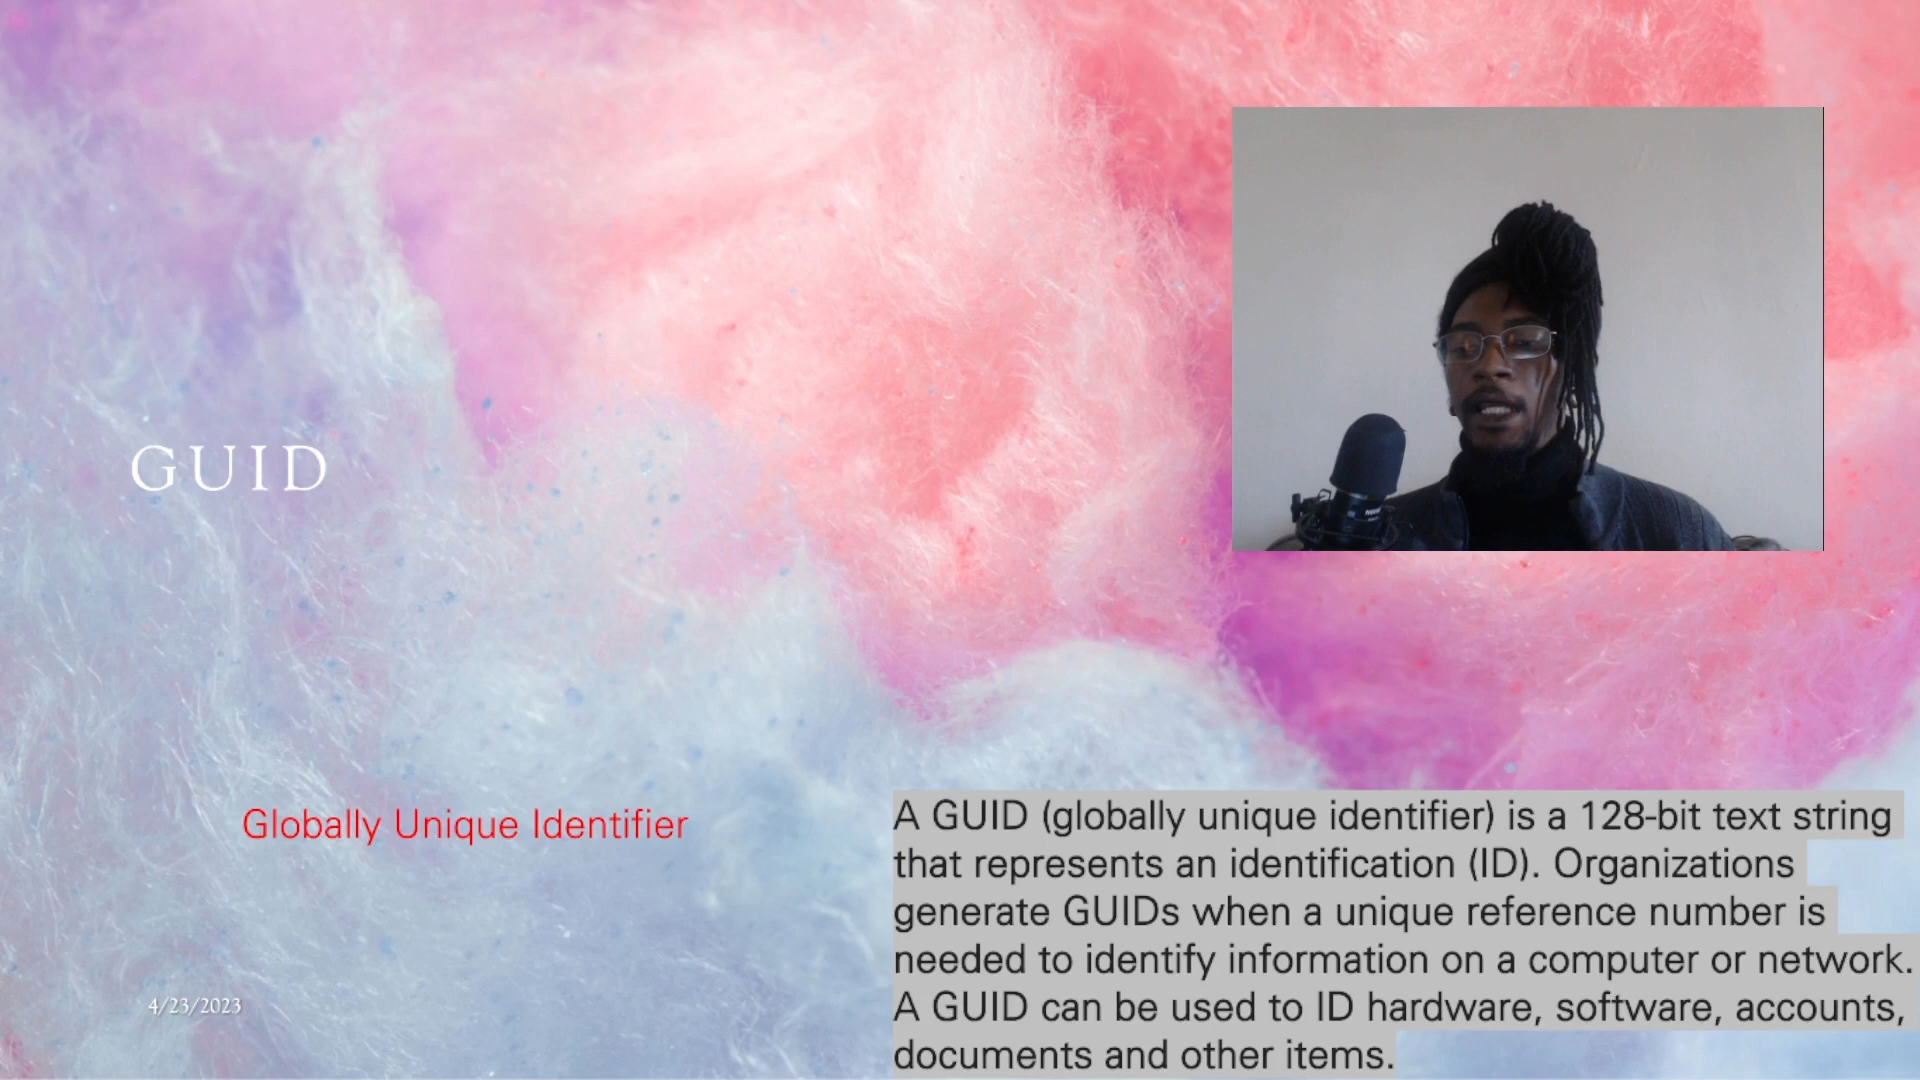 GUID
Globally Unique Identifier
A GUID (globally unique identifier) is a 128-bit text string
that represents an identification (ID). Organizations
generate GUIDs when a unique reference number is
needed to identify information on a computer or network.
A GUID can be used to ID hardware, software, accounts,
documents and other items.
4/23/2023